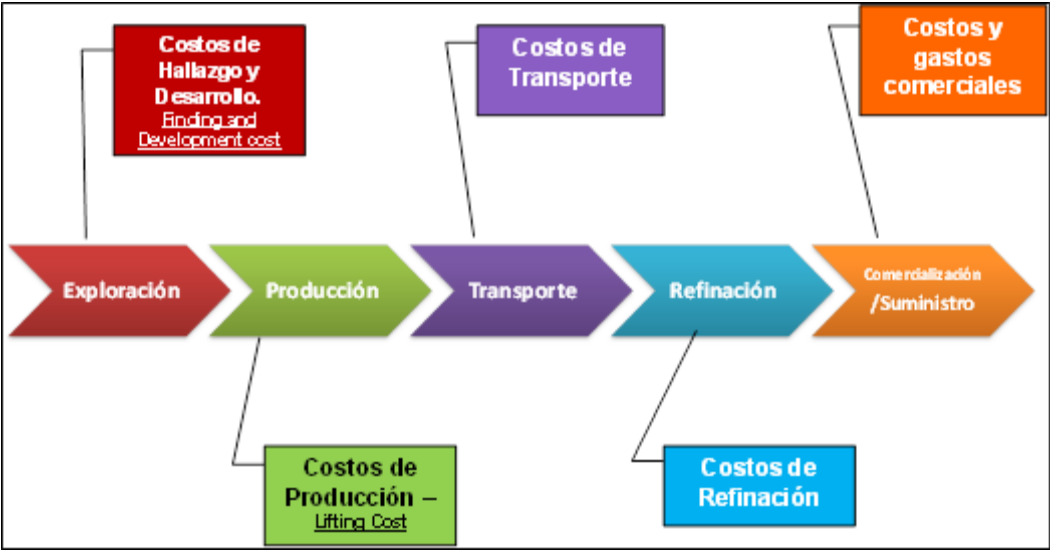 Costos de
Hallazgo y
Desarrollo.
Finding and
Development cost
Costos de
Transporte
Costos y
gastos
comerciales
Exploración
Producción
Transporte
Refinación
Comercialización
/Suministro
Costos de
Producción –
Lifting Cost
Costos de
Refinación